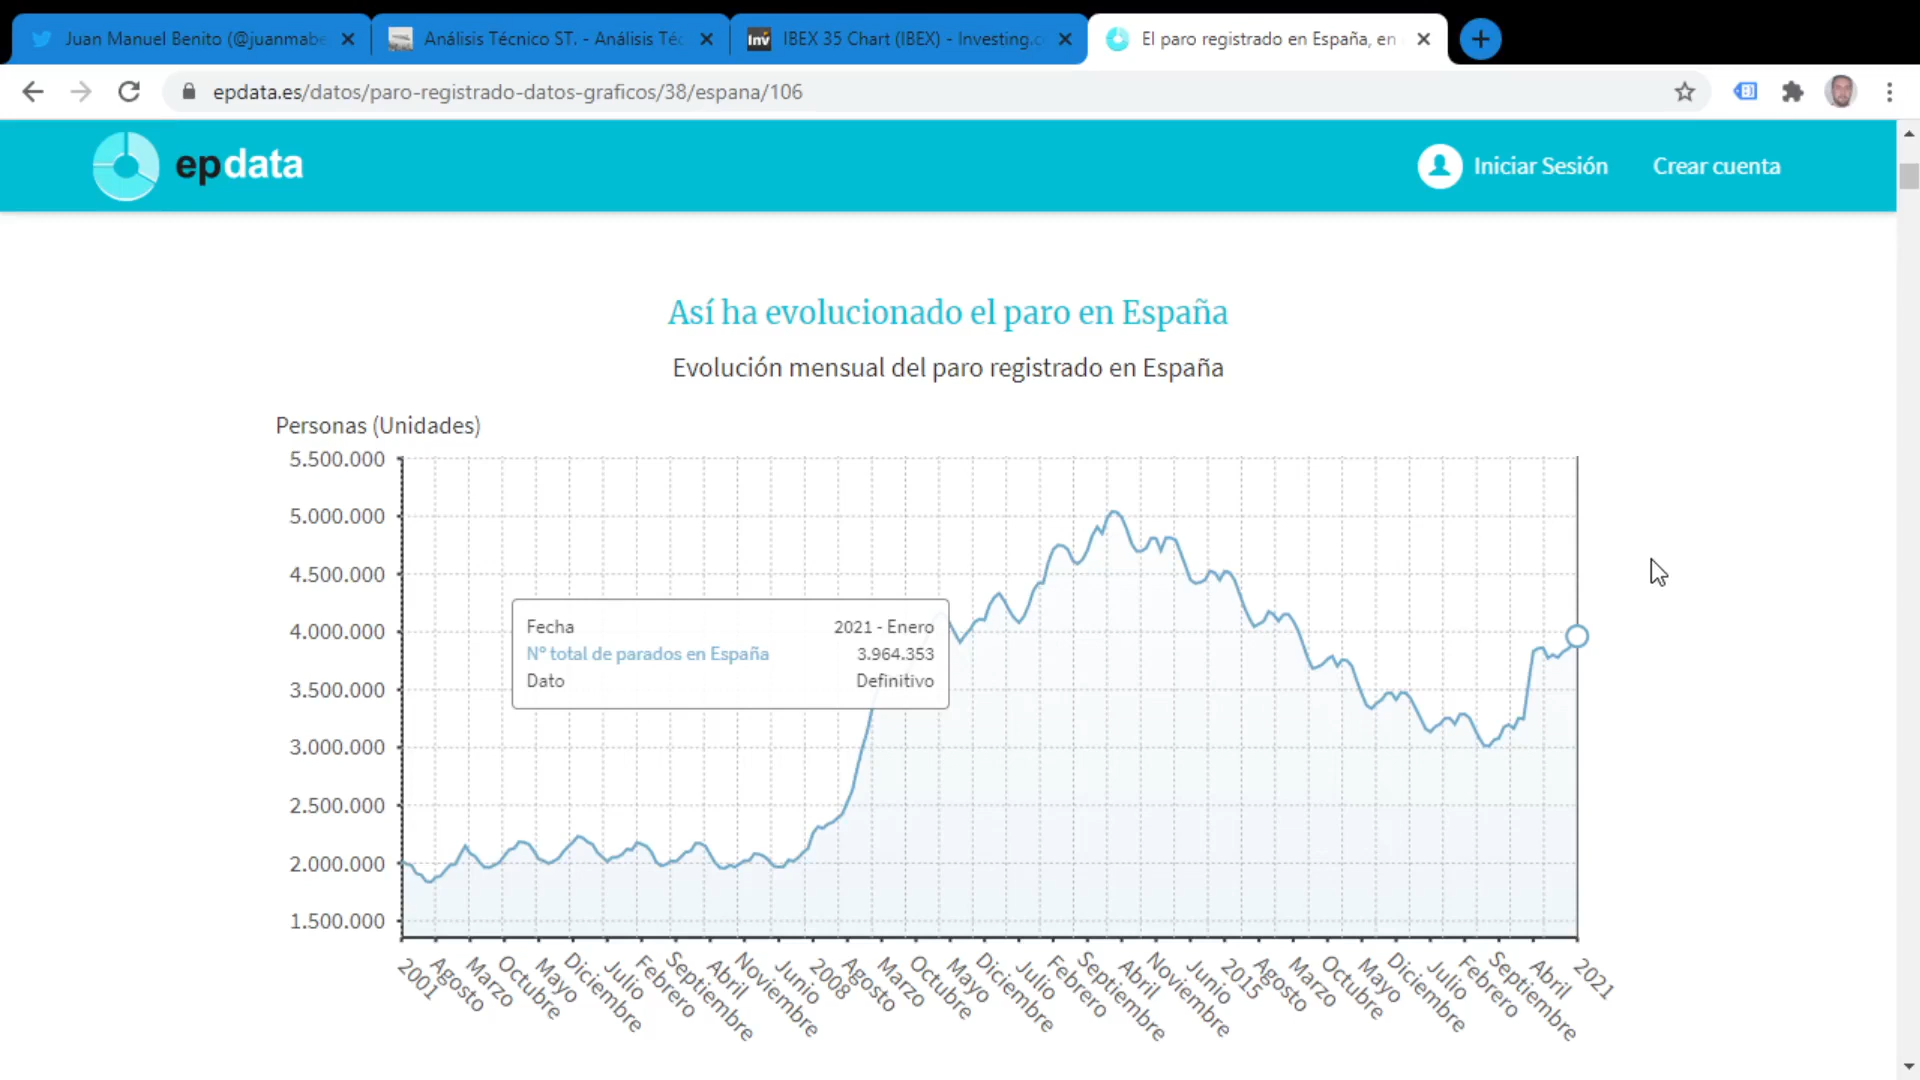 Juan Manuel Benito (@juanmabe
Análisis Técnico ST. - Análisis Téc
Inv IBEX 35 Chart (IBEX) - Investing.c
El paro registrado en España, en
epdata.es/datos/paro-registrado-datos-graficos/38/espana/106
epdata
Iniciar Sesión
Crear cuenta
Así ha evolucionado el paro en España
Evolución mensual del paro registrado en España
Personas (Unidades)
5.500.000
5.000.000
4.500.000
4.000.000
3.500.000
3.000.000
2.500.000
2.000.000
1.500.000
Fecha 2021 - Enero
Nº total de parados en España 3.964.353
Dato Definitivo
2001
Agosto
Marzo
Octubre
Mayo
Diciembre
Julio
Febrero
Septiembre
Abril
Noviembre
Junio
2008
Agosto
Marzo
Octubre
Mayo
Diciembre
Julio
Febrero
Septiembre
Abril
Noviembre
Junio
2015
Agosto
Marzo
Octubre
Mayo
Diciembre
Julio
Febrero
Septiembre
Abril
2021